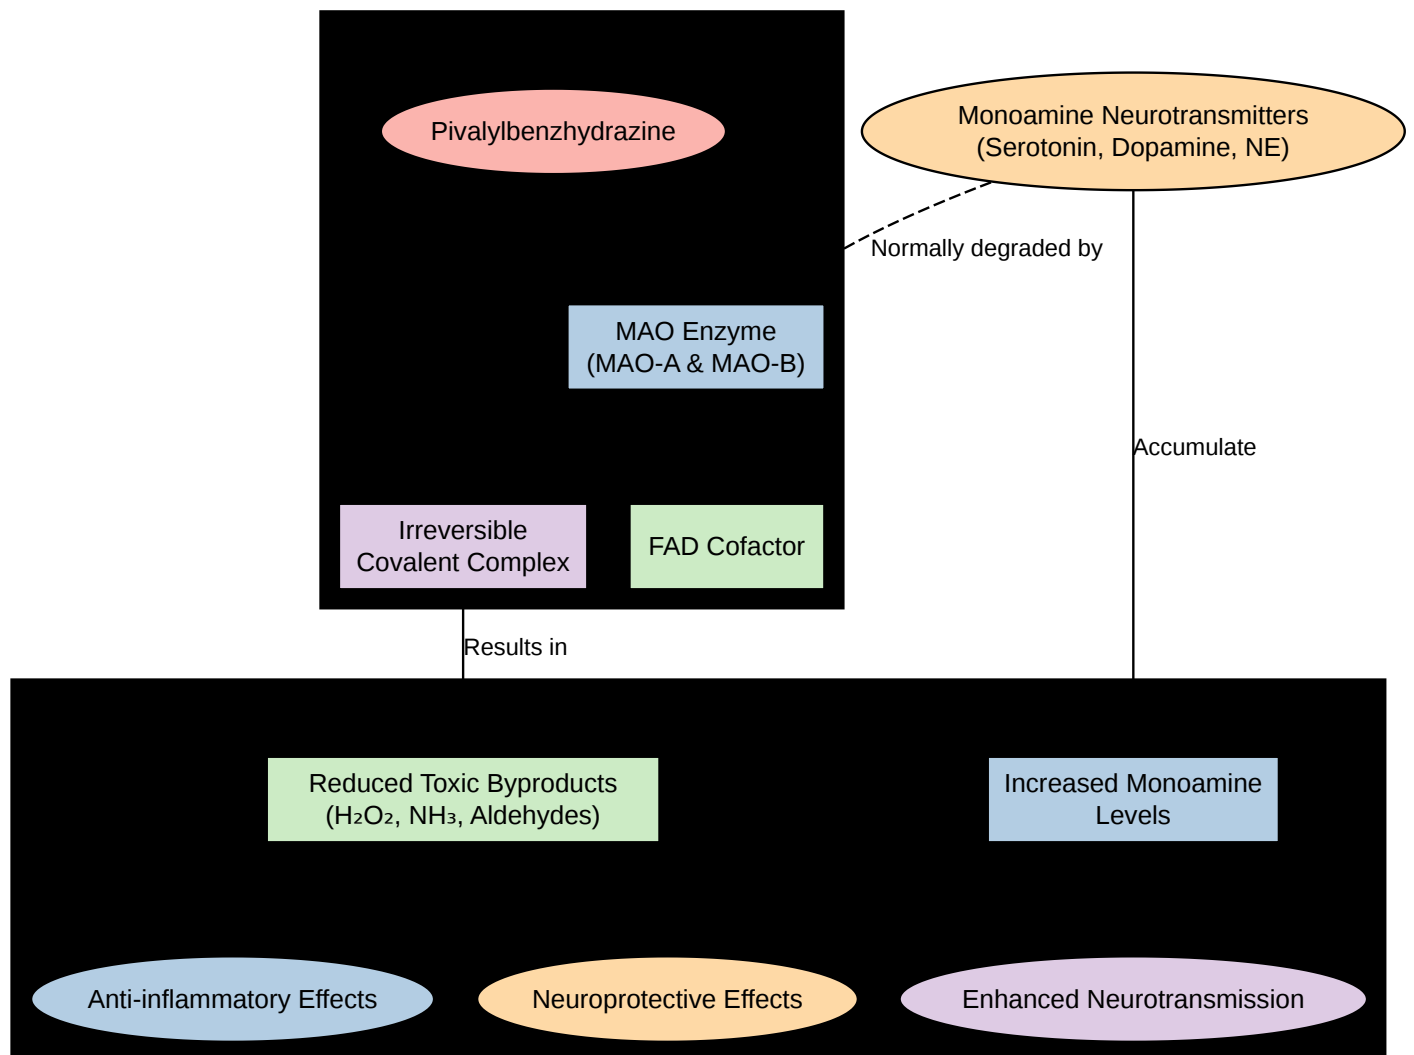 Pivalylbenzhydrazine
Monoamine Neurotransmitters
(Serotonin, Dopamine, NE)
Normally degraded by
MAO Enzyme
(MAO-A & MAO-B)
Accumulate
Irreversible
Covalent Complex
FAD Cofactor
Results in
Reduced Toxic Byproducts
(H₂O₂, NH₃, Aldehydes)
Increased Monoamine
Levels
Anti-inflammatory Effects
Neuroprotective Effects
Enhanced Neurotransmission